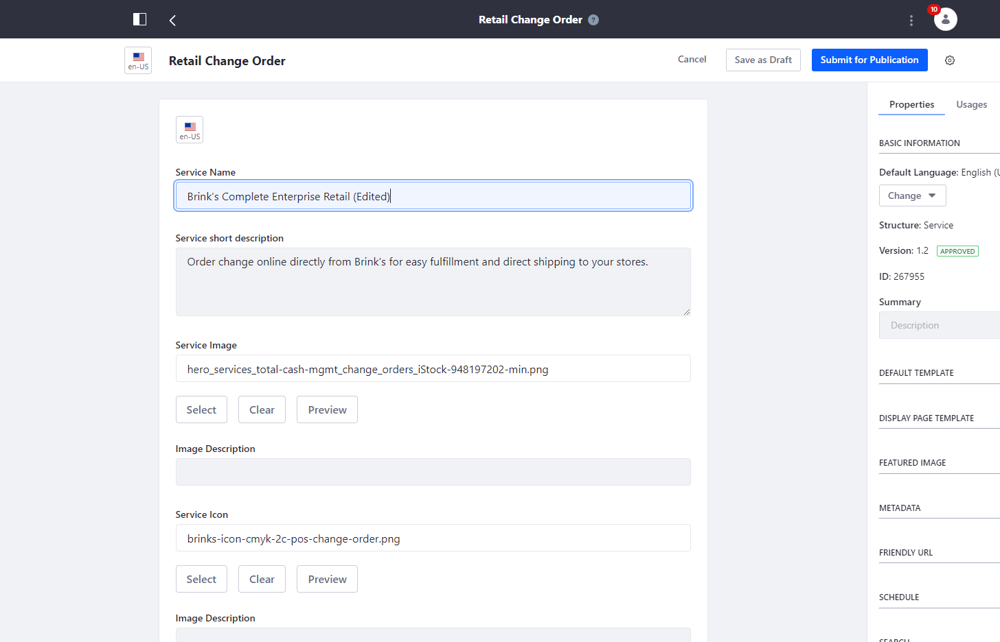 Retail Change Order ?
10
en-US
Retail Change Order
Cancel
Save as Draft
Submit for Publication
en-US
Service Name
Brink's Complete Enterprise Retail (Edited)
Service short description
Order change online directly from Brink's for easy fulfillment and direct shipping to your stores.
Service Image
hero_services_total-cash-mgmt_change_orders_iStock-948197202-min.png
Select
Clear
Preview
Image Description
Service Icon
brinks-icon-cmyk-2c-pos-change-order.png
Select
Clear
Preview
Image Description
Properties
Usages
BASIC INFORMATION
Default Language: English (U
Change
Structure: Service
Version: 1.2 APPROVED
ID: 267955
Summary
Description
DEFAULT TEMPLATE
DISPLAY PAGE TEMPLATE
FEATURED IMAGE
METADATA
FRIENDLY URL
SCHEDULE
SEARCH